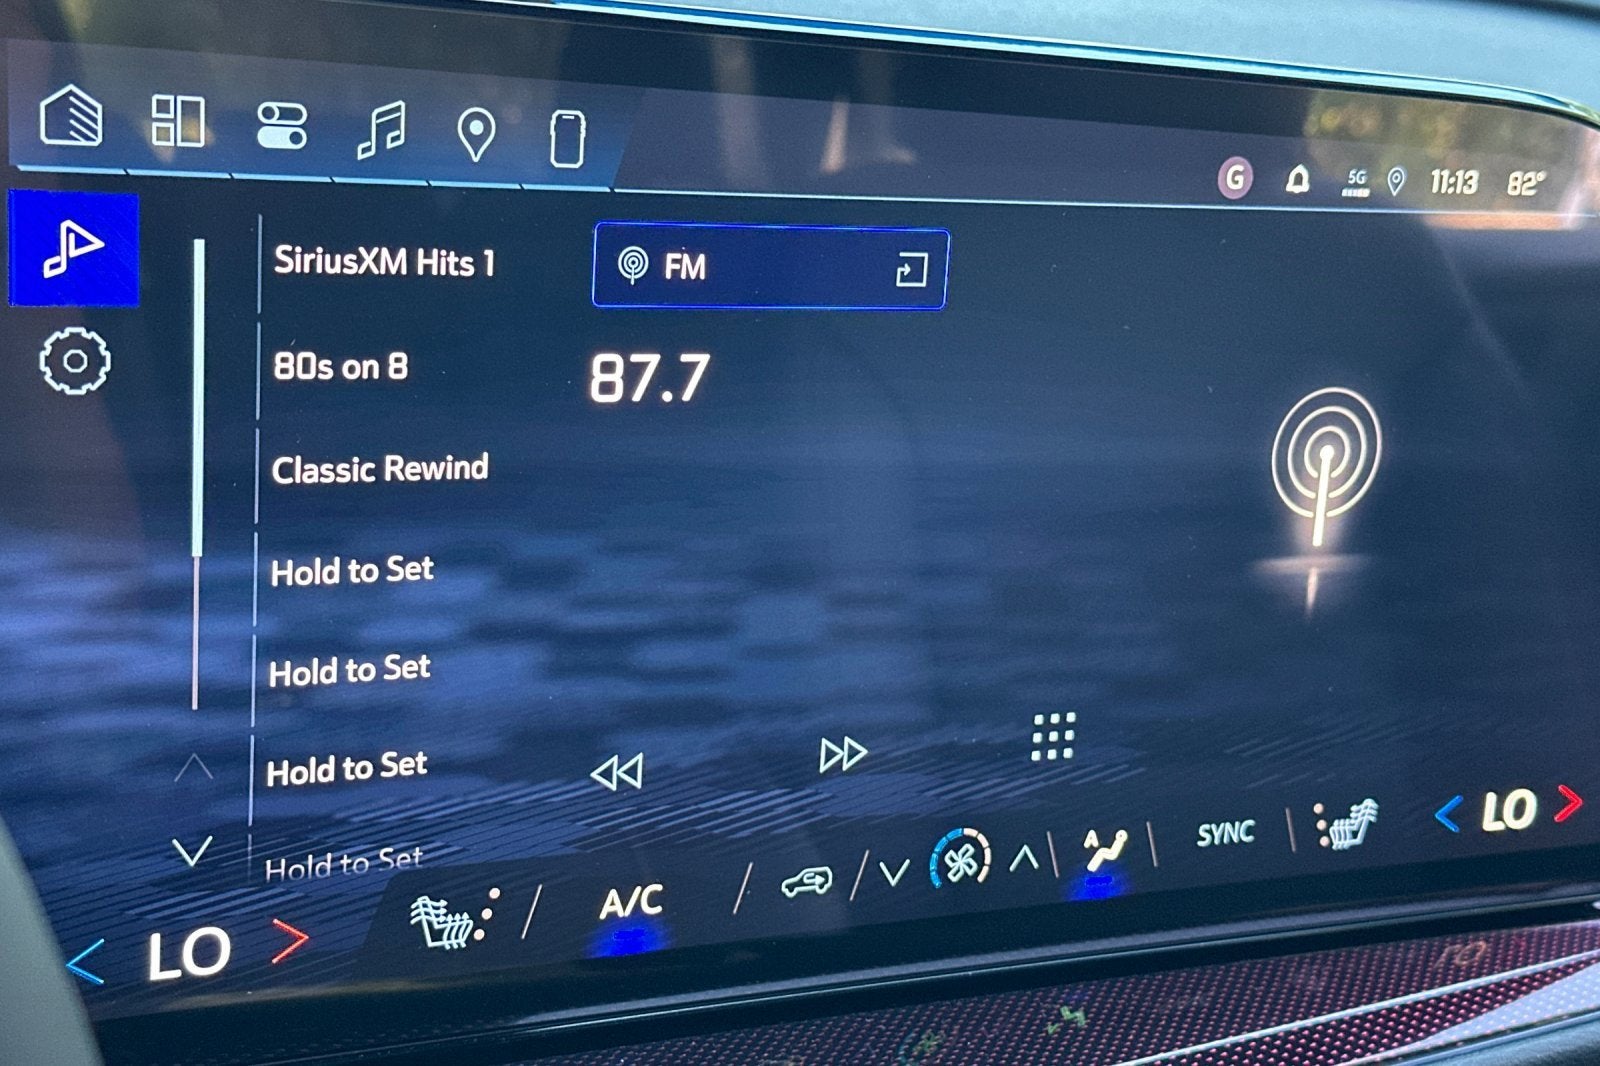 G 5G 11:13 82°
SiriusXM Hits 1
FM
80s on 8
87.7
Classic Rewind
Hold to Set
Hold to Set
Hold to Set
Hold to Set
LO
A/C
A
SYNC
LO